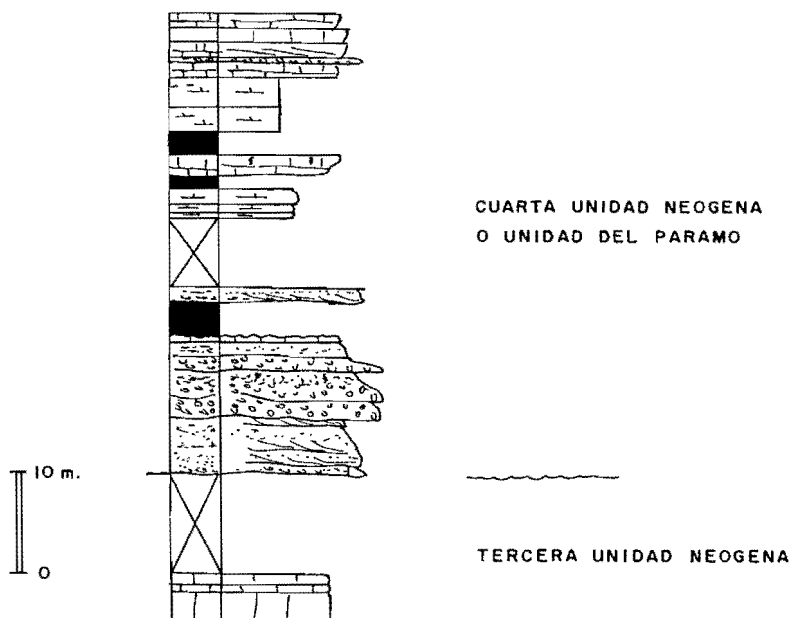 CUARTA UNIDAD NEOGENA
O UNIDAD DEL PARAMO
10 m.
0
TERCERA UNIDAD NEOGENA